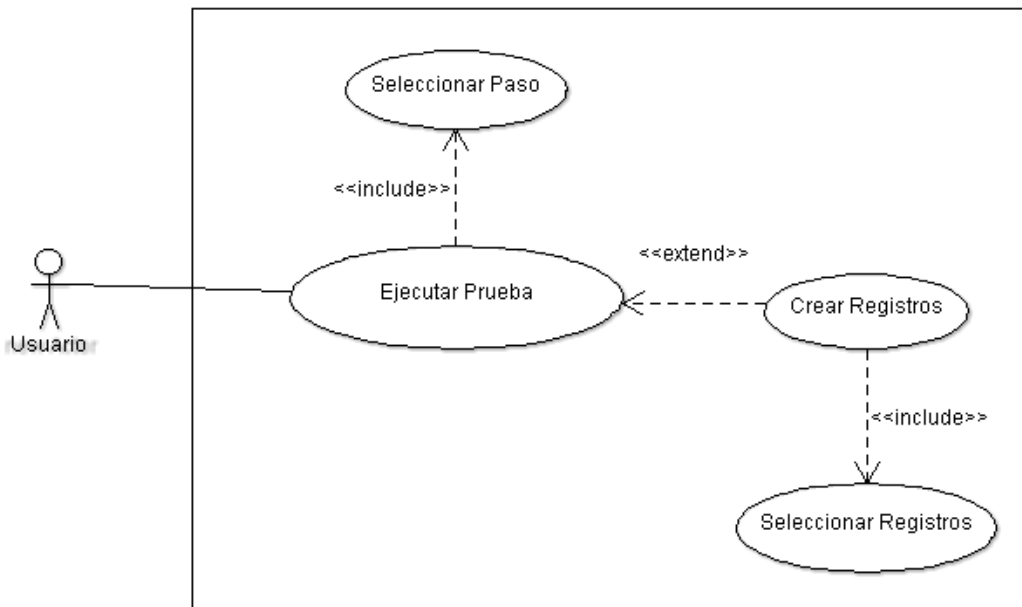 Seleccionar Paso
<<include>>
<<extend>>
Ejecutar Prueba
Crear Registros
Usuario
<<include>>
Seleccionar Registros